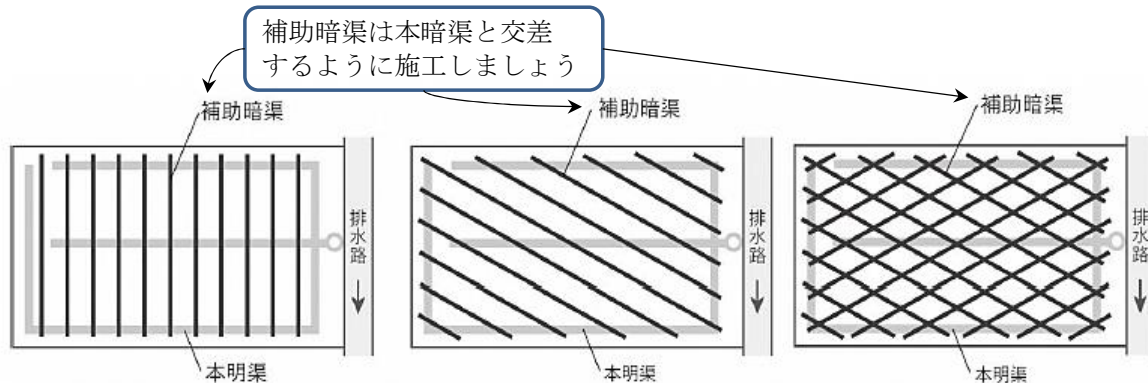 補助暗渠は本暗渠と交差
するように施工しましょう
補助暗渠
補助暗渠
補助暗渠
排水路
排水路
排水路
本明渠
本明渠
本明渠